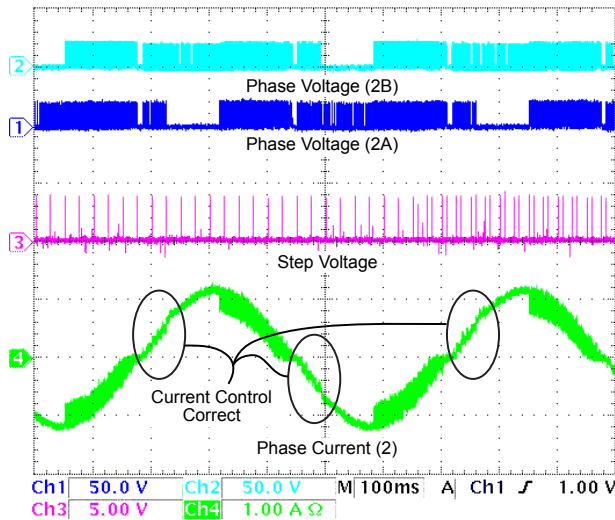 2
Phase Voltage (2B)
1
Phase Voltage (2A)
3
Step Voltage
4
Current Control
Correct
Phase Current (2)
Ch1 50.0 V Ch2 50.0 V M 100ms A Ch1 1.00 V
Ch3 5.00 V Ch4 1.00 A Ω